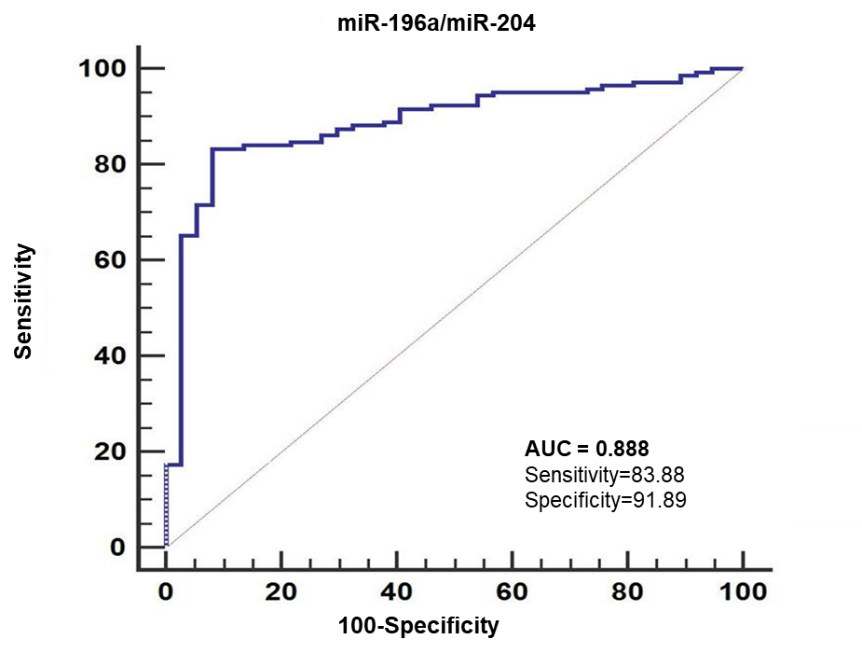 miR-196a/miR-204
100
80
60
40
20
0
Sensitivity
0 20 40 60 80 100
100-Specificity
AUC = 0.888
Sensitivity=83.88
Specificity=91.89